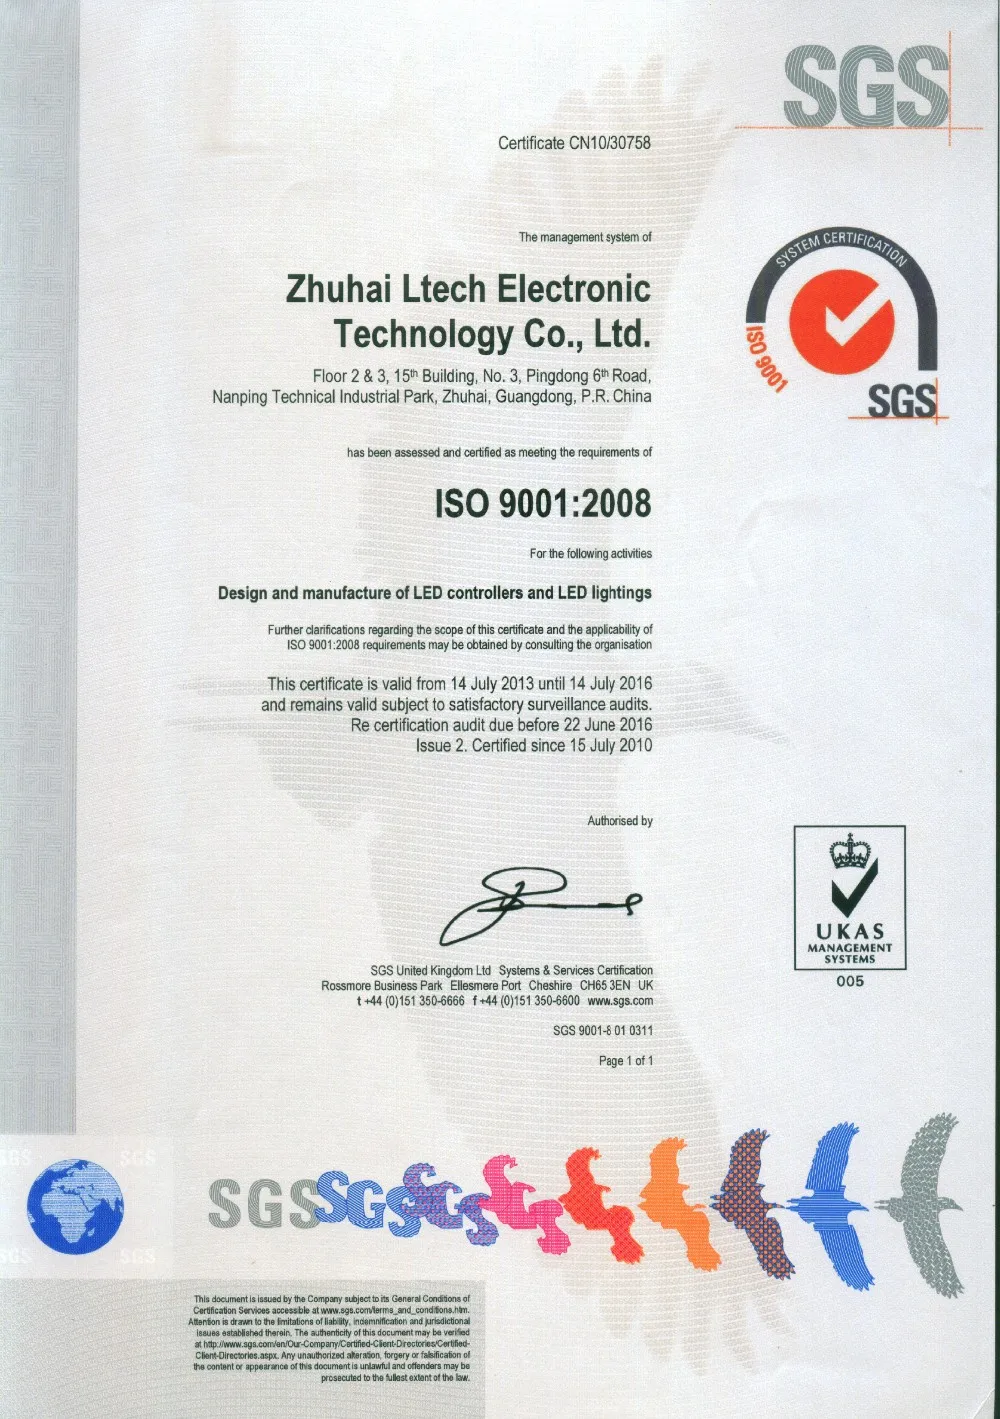 SGS
Certificate CN10/30758
The management system of
Zhuhai Ltech Electronic
Technology Co., Ltd.
Floor 2 & 3, 15th Building, No. 3, Pingdong 6th Road,
Nanping Technical Industrial Park, Zhuhai, Guangdong, P.R. China
SYSTEM CERTIFICATION
ISO 9001
SGS
has been assessed and certified as meeting the requirements of
ISO 9001:2008
For the following activities
Design and manufacture of LED controllers and LED lightings
Further clarifications regarding the scope of this certificate and the applicability of
ISO 9001:2008 requirements may be obtained by consulting the organisation
This certificate is valid from 14 July 2013 until 14 July 2016
and remains valid subject to satisfactory surveillance audits.
Re certification audit due before 22 June 2016
Issue 2. Certified since 15 July 2010
Authorised by
SGS United Kingdom Ltd Systems & Services Certification
Rossmore Business Park Ellesmere Port Cheshire CH65 3EN UK
t +44 (0)151 350-6666 f +44 (0)151 350-6600 www.sgs.com
SGS 9001-8 01 0311
Page 1 of 1
UKAS
MANAGEMENT
SYSTEMS
005
SGS SGS
SGS SGS
SGS SGS SGS
This document is issued by the Company subject to its General Conditions of
Certification Services accessible at www.sgs.com/terms_and_conditions.htm.
Attention is drawn to the limitations of liability, indemnification and jurisdictional
issues established therein. The authenticity of this document may be verified
at http://www.sgs.com/en/Our-Company/Certified-Client-Directories/Certified-
Client-Directories.aspx. Any unauthorized alteration, forgery or falsification of
the content or appearance of this document is unlawful and offenders may be
prosecuted to the fullest extent of the law.